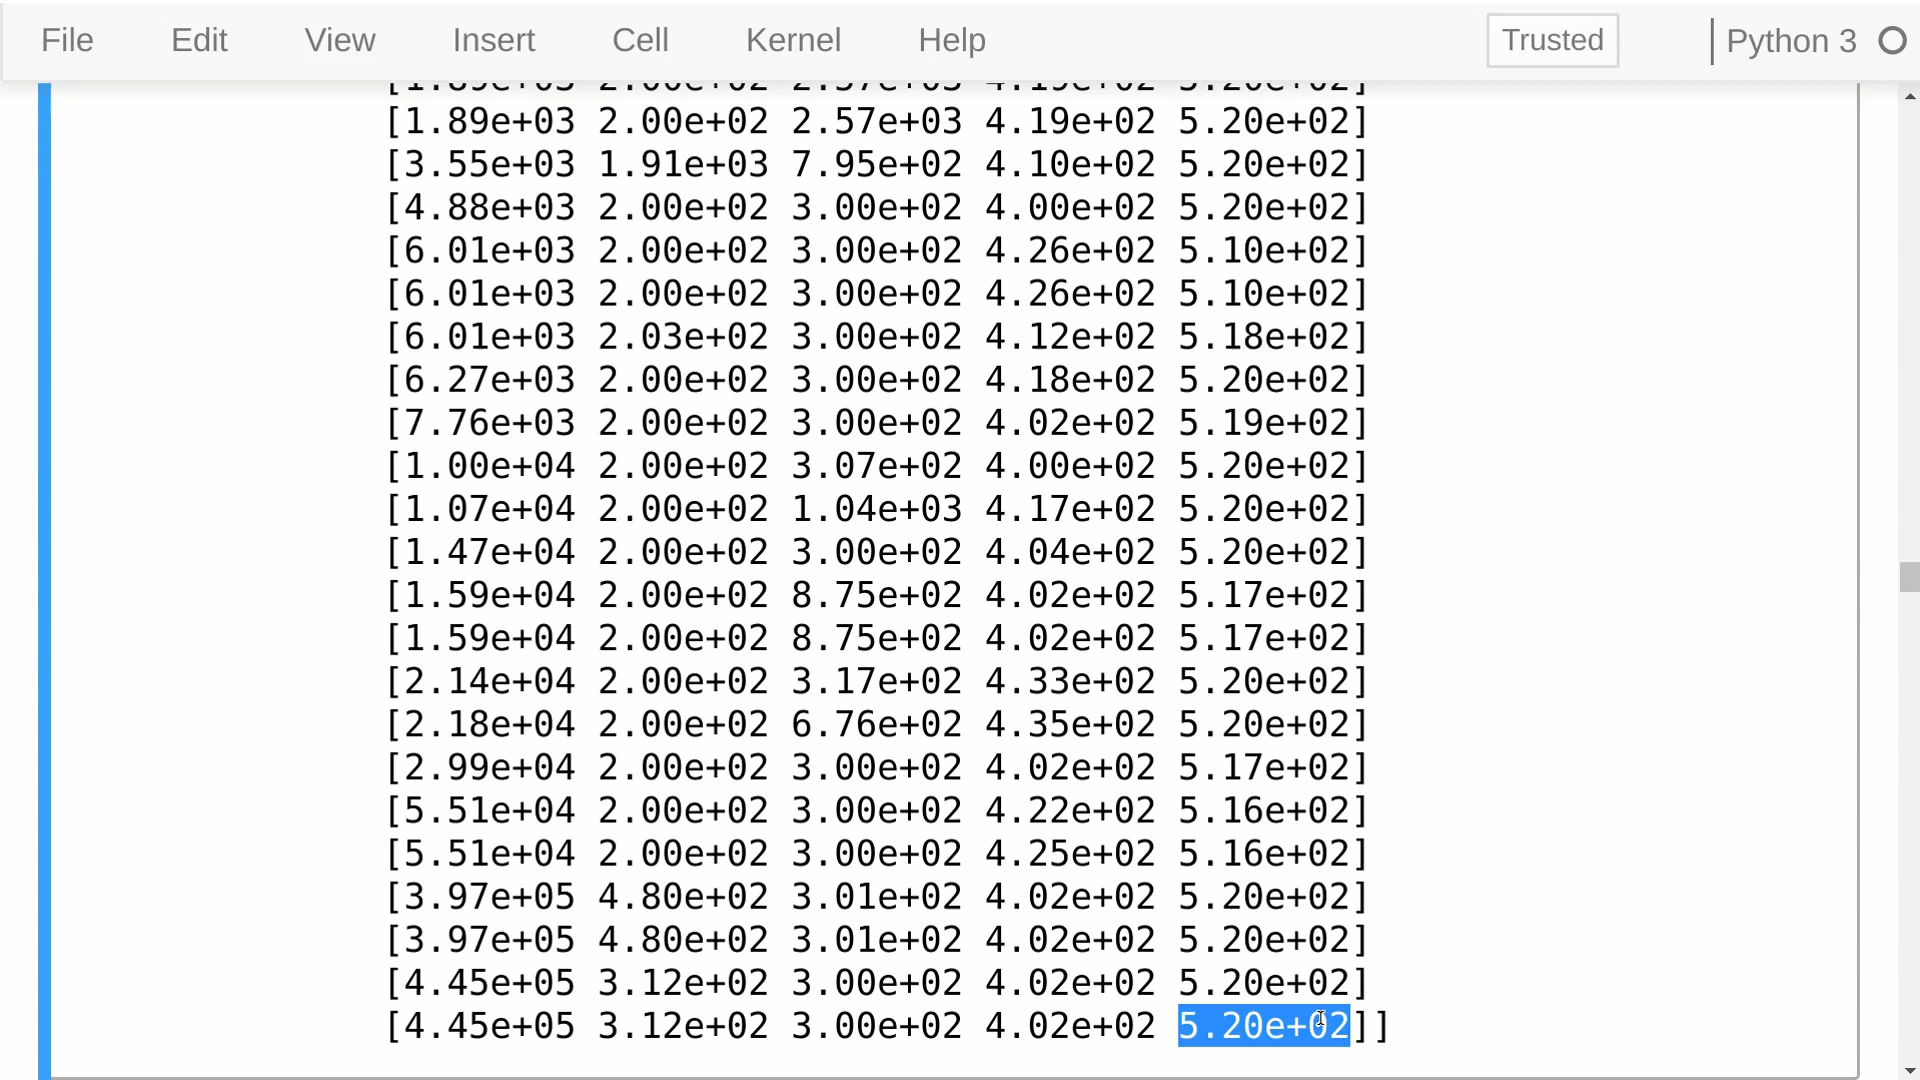 File Edit View Insert Cell Kernel Help Trusted Python 3
[1.89e+03 2.00e+02 2.57e+03 4.19e+02 5.20e+02]
[1.89e+03 2.00e+02 2.57e+03 4.19e+02 5.20e+02]
[3.55e+03 1.91e+03 7.95e+02 4.10e+02 5.20e+02]
[4.88e+03 2.00e+02 3.00e+02 4.00e+02 5.20e+02]
[6.01e+03 2.00e+02 3.00e+02 4.26e+02 5.10e+02]
[6.01e+03 2.00e+02 3.00e+02 4.26e+02 5.10e+02]
[6.01e+03 2.03e+02 3.00e+02 4.12e+02 5.18e+02]
[6.27e+03 2.00e+02 3.00e+02 4.18e+02 5.20e+02]
[7.76e+03 2.00e+02 3.00e+02 4.02e+02 5.19e+02]
[1.00e+04 2.00e+02 3.07e+02 4.00e+02 5.20e+02]
[1.07e+04 2.00e+02 1.04e+03 4.17e+02 5.20e+02]
[1.47e+04 2.00e+02 3.00e+02 4.04e+02 5.20e+02]
[1.59e+04 2.00e+02 8.75e+02 4.02e+02 5.17e+02]
[1.59e+04 2.00e+02 8.75e+02 4.02e+02 5.17e+02]
[2.14e+04 2.00e+02 3.17e+02 4.33e+02 5.20e+02]
[2.18e+04 2.00e+02 6.76e+02 4.35e+02 5.20e+02]
[2.99e+04 2.00e+02 3.00e+02 4.02e+02 5.17e+02]
[5.51e+04 2.00e+02 3.00e+02 4.22e+02 5.16e+02]
[5.51e+04 2.00e+02 3.00e+02 4.25e+02 5.16e+02]
[3.97e+05 4.80e+02 3.01e+02 4.02e+02 5.20e+02]
[3.97e+05 4.80e+02 3.01e+02 4.02e+02 5.20e+02]
[4.45e+05 3.12e+02 3.00e+02 4.02e+02 5.20e+02]
[4.45e+05 3.12e+02 3.00e+02 4.02e+02 5.20e+02]]